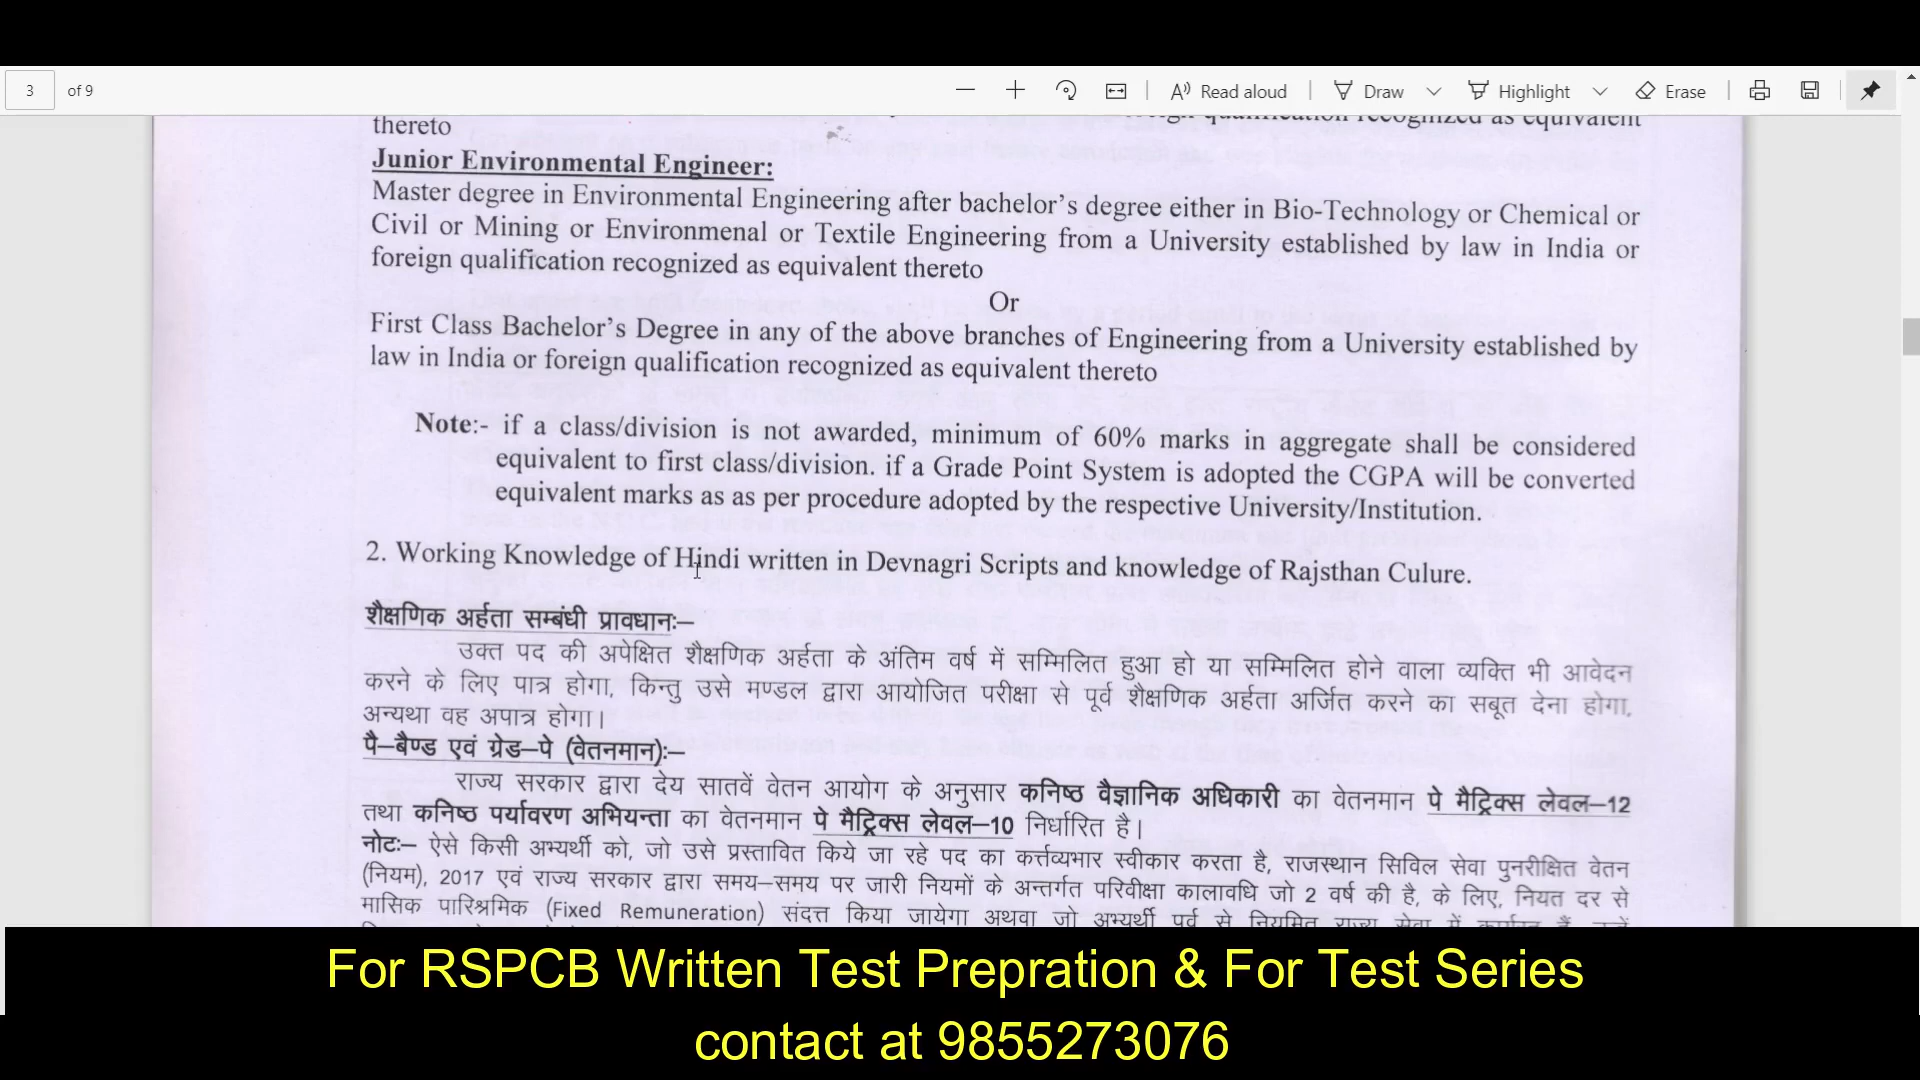 3 of 9 Read aloud Draw Highlight Erase
recognized as equivalent
thereto
Junior Environmental Engineer:
Master degree in Environmental Engineering after bachelor's degree either in Bio-Technology or Chemical or
Civil or Mining or Environmenal or Textile Engineering from a University established by law in India or
foreign qualification recognized as equivalent thereto
Or
First Class Bachelor's Degree in any of the above branches of Engineering from a University established by
law in India or foreign qualification recognized as equivalent thereto
Note:- if a class/division is not awarded, minimum of 60% marks in aggregate shall be considered
equivalent to first class/division. if a Grade Point System is adopted the CGPA will be converted
equivalent marks as as per procedure adopted by the respective University/Institution.
2. Working Knowledge of Hindi written in Devnagri Scripts and knowledge of Rajsthan Culure.
शैक्षणिक अर्हता सम्बंधी प्रावधानः–
उक्त पद की अपेक्षित शैक्षणिक अर्हता के अंतिम वर्ष में सम्मिलित हुआ हो या सम्मिलित होने वाला व्यक्ति भी आवेदन
करने के लिए पात्र होगा, किन्तु उसे मण्डल द्वारा आयोजित परीक्षा से पूर्व शैक्षणिक अर्हता अर्जित करने का सबूत देना होगा,
अन्यथा वह अपात्र होगा।
पै–बैण्ड एवं ग्रेड–पे (वेतनमान):–
राज्य सरकार द्वारा देय सातवें वेतन आयोग के अनुसार कनिष्ठ वैज्ञानिक अधिकारी का वेतनमान पे मैट्रिक्स लेवल–12
तथा कनिष्ठ पर्यावरण अभियन्ता का वेतनमान पे मैट्रिक्स लेवल–10 निर्धारित है।
नोटः– ऐसे किसी अभ्यर्थी को, जो उसे प्रस्तावित किये जा रहे पद का कर्त्तव्यभार स्वीकार करता है, राजस्थान सिविल सेवा पुनरीक्षित वेतन
(नियम), 2017 एवं राज्य सरकार द्वारा समय–समय पर जारी नियमों के अन्तर्गत परिवीक्षा कालावधि जो 2 वर्ष की है, के लिए, नियत दर से
मासिक पारिश्रमिक (Fixed Remuneration) संदत्त किया जायेगा अथवा जो अभ्यर्थी पूर्व से नियमित राज्य सेवा में कार्यरत हैं,
For RSPCB Written Test Prepration & For Test Series
contact at 9855273076